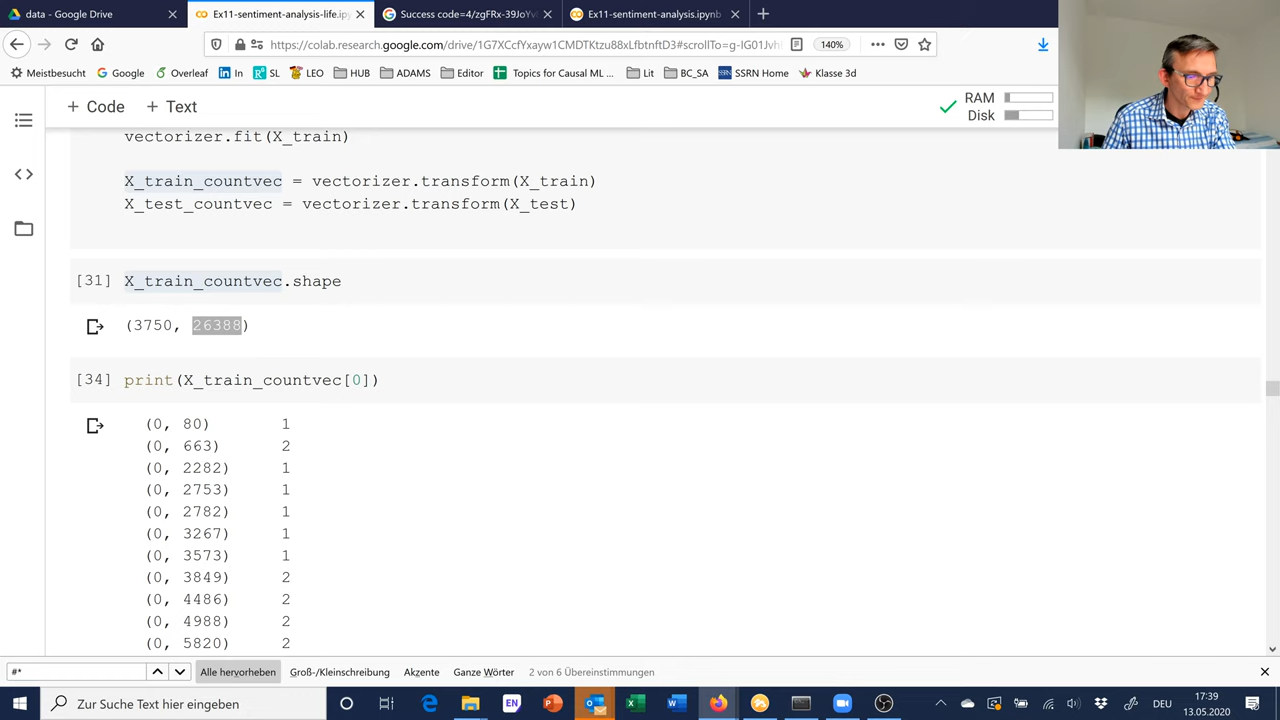 data - Google Drive
Ex11-sentiment-analysis-life.ipy
Success code=4/zgFRx-39JoYv
Ex11-sentiment-analysis.ipynb
https://colab.research.google.com/drive/1G7XCcfYxayw1CMDTKtzu88xLfbtnftD3#scrollTo=g-IG01Jvh
140%
Meistbesucht
Google
Overleaf
In
SL
LEO
HUB
ADAMS
Editor
Topics for Causal ML ...
Lit
BC_SA
SSRN Home
Klasse 3d
+ Code + Text
RAM
Disk
vectorizer.fit(X_train)
X_train_countvec = vectorizer.transform(X_train)
X_test_countvec = vectorizer.transform(X_test)
[31] X_train_countvec.shape
(3750, 26388)
[34] print(X_train_countvec[0])
(0, 80) 1
(0, 663) 2
(0, 2282) 1
(0, 2753) 1
(0, 2782) 1
(0, 3267) 1
(0, 3573) 1
(0, 3849) 2
(0, 4486) 2
(0, 4988) 2
(0, 5820) 2
#*
Alle hervorheben
Groß-/Kleinschreibung
Akzente
Ganze Wörter
2 von 6 Übereinstimmungen
Zur Suche Text hier eingeben
EN
DEU
17:39
13.05.2020